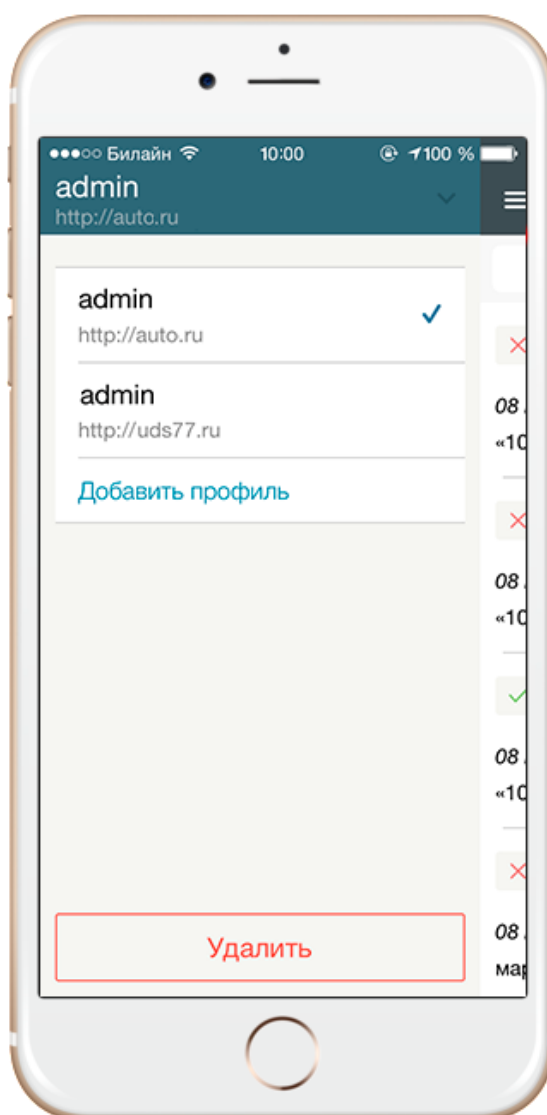 Билайн 10:00 100 %
admin
http://auto.ru
admin
http://auto.ru
admin
http://uds77.ru
Добавить профиль
08
«10
08
«10
08
«10
08
Удалить